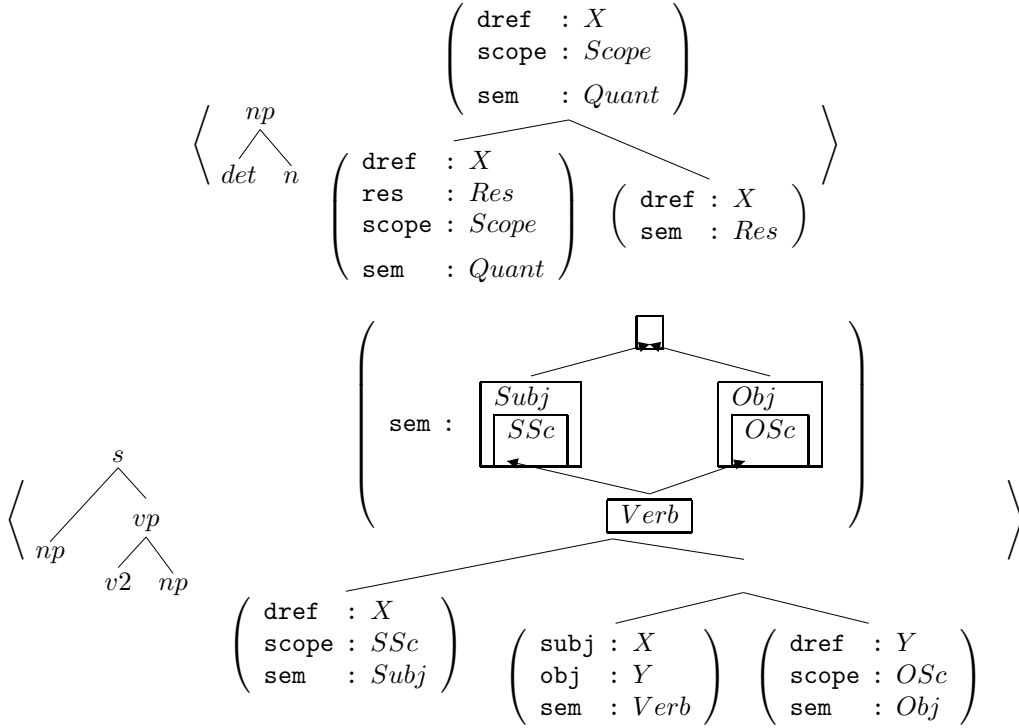 dref : X
scope : Scope
sem : Quant
np
det n
dref : X
res : Res
scope : Scope
sem : Quant
dref : X
sem : Res
sem :
Subj
SSc
Obj
OSc
Verb
s
vp
np
v2 np
dref : X
scope : SSc
sem : Subj
subj : X
obj : Y
sem : Verb
dref : Y
scope : OSc
sem : Obj